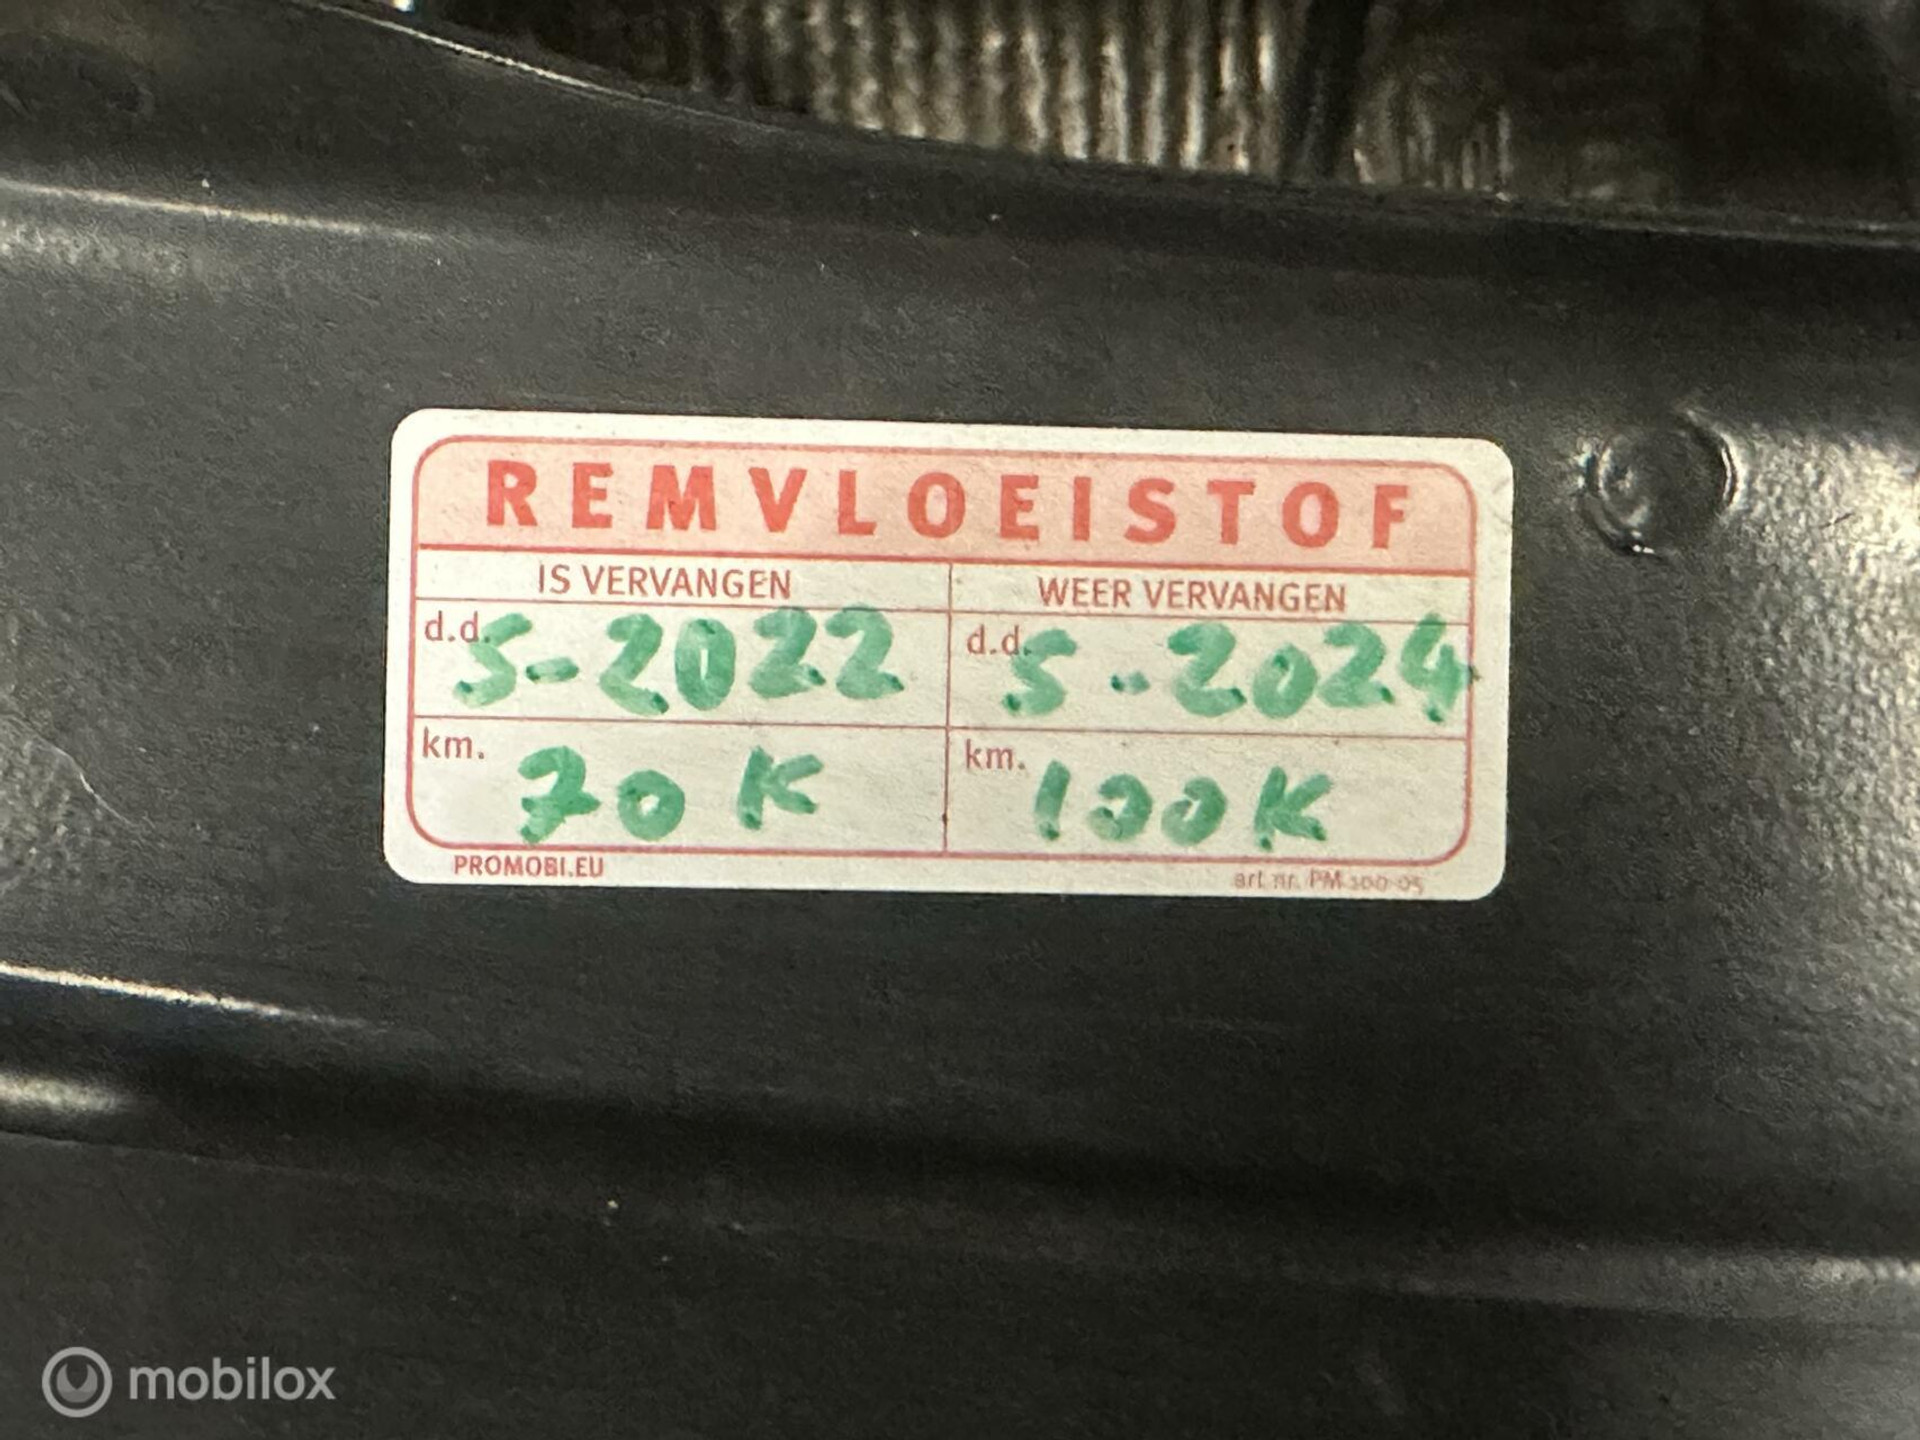 REMVLOEISTOF
IS VERVANGEN WEER VERVANGEN
d.d. 5-2022 d.d. 5-2024
km. 70K km. 100K
PROMOBI.EU art nr. PM 100-05
mobilox